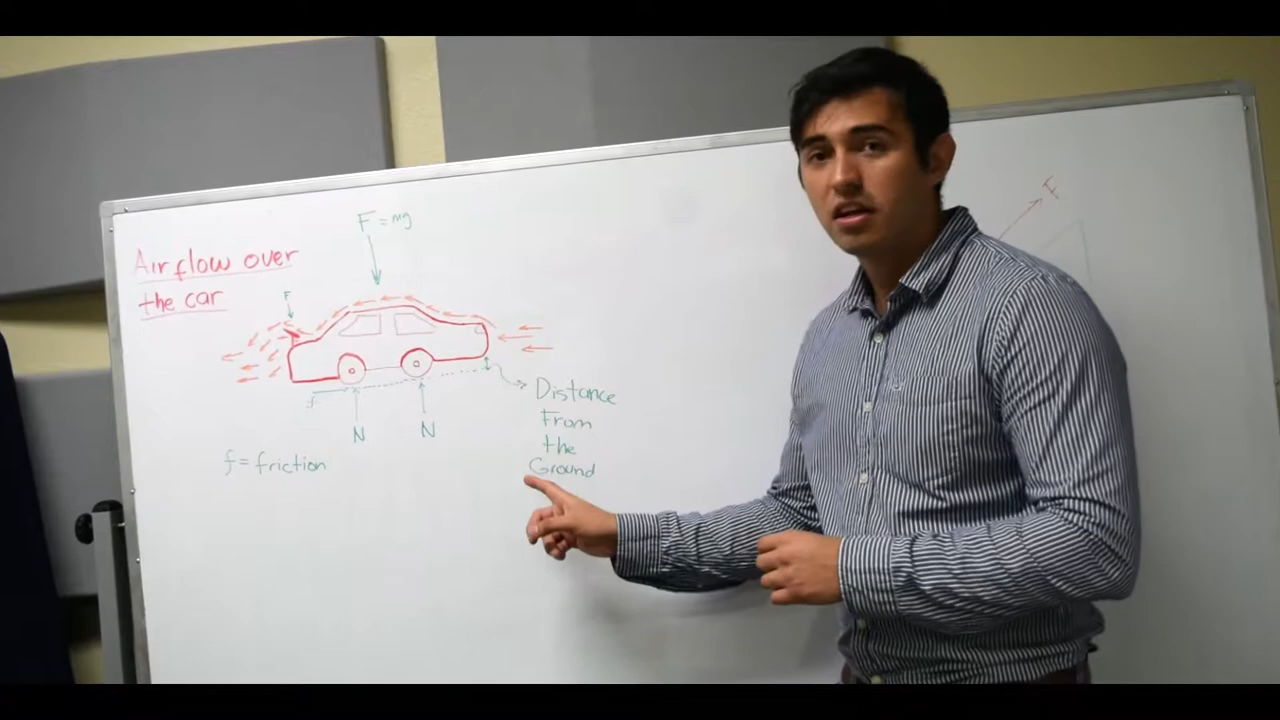 F = mg
Airflow over
the car
F
Distance
From
the
Ground
f
N
N
f = friction
F